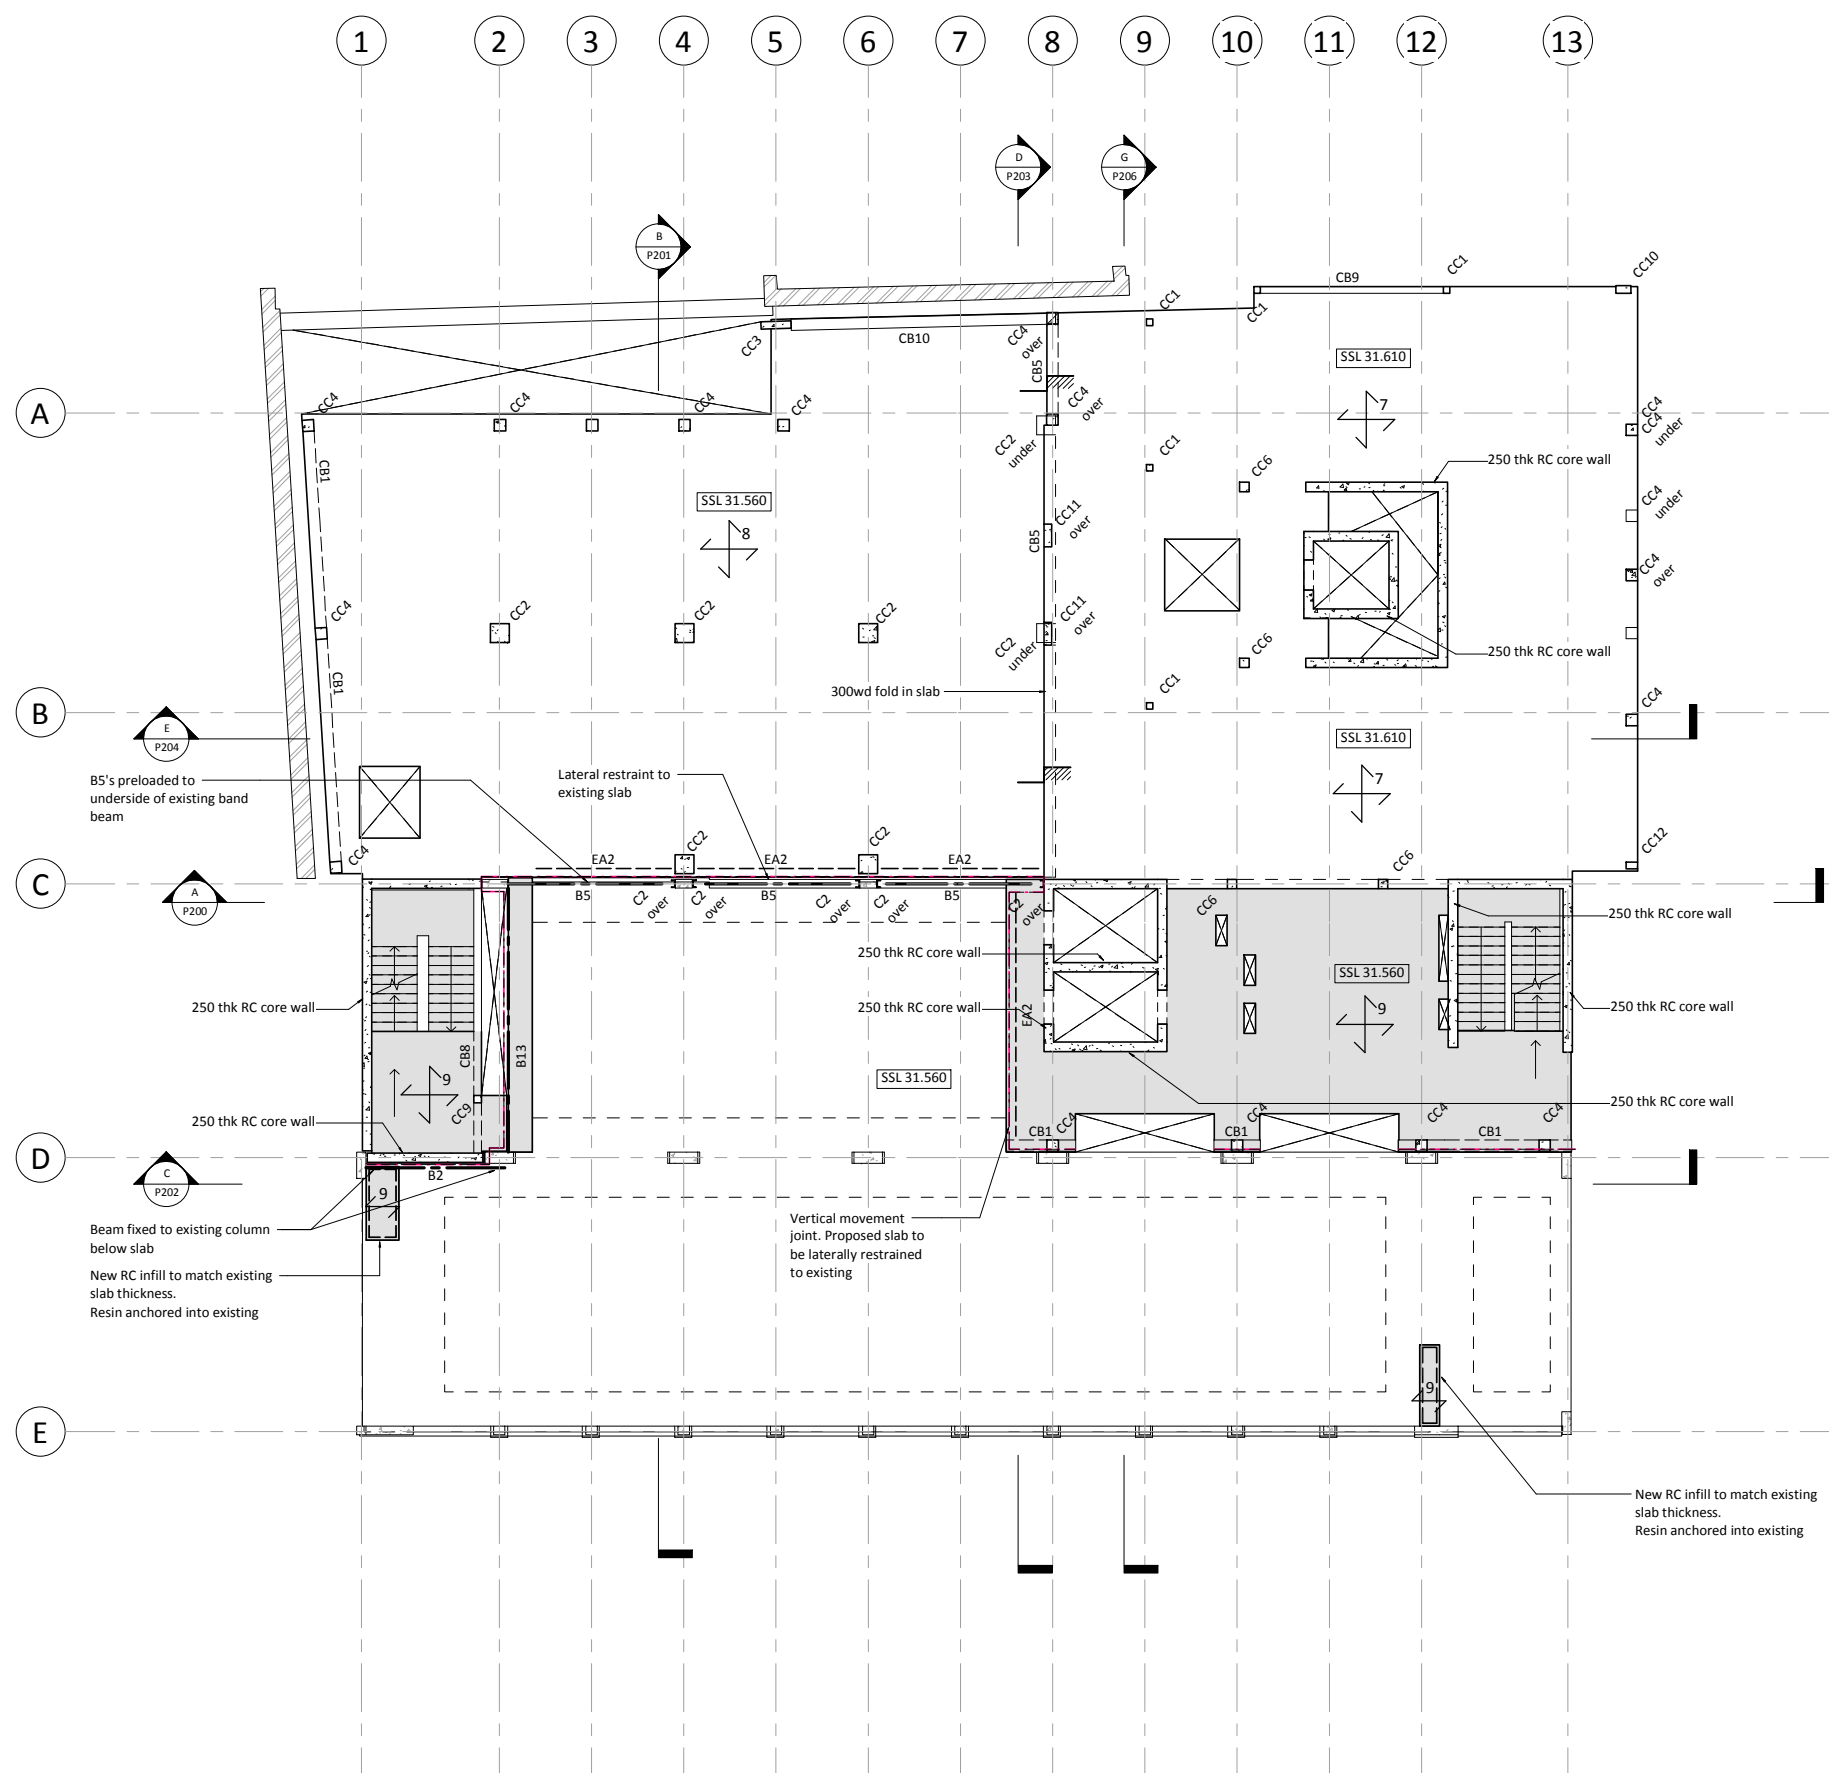 1 2 3 4 5 6 7 8 9 10 11 12 13
D
P203
G
P206
B
P201
CB9
CC1
CC10
CC1
CC1
CC3
CB10
CC4
over
CB5
SSL 31.610
7
A
CC4
CC4
CC4
CC4
CC4
over
CC2
under
CC4
CC4
under
CB1
CC1
CC6
250 thk RC core wall
SSL 31.560
8
CC4
under
CC11
over
CB5
CC4
over
CC4
CC2
CC2
CC2
CC11
over
CC2
under
CC6
250 thk RC core wall
CB1
300wd fold in slab
CC1
CC4
B
E
P204
SSL 31.610
7
B5's preloaded to
underside of existing band
beam
Lateral restraint to
existing slab
CC4
CC2
CC2
CC6
CC12
EA2
EA2
EA2
C
A
P200
B5
C2
over
C2
over
B5
C2
over
C2
over
B5
C2
over
CC6
250 thk RC core wall
250 thk RC core wall
SSL 31.560
9
250 thk RC core wall
250 thk RC core wall
EA2
250 thk RC core wall
CB8
B13
9
SSL 31.560
CC9
250 thk RC core wall
250 thk RC core wall
CB1
CC4
CB1
CC4
CC4
CB1
CC4
D
C
P202
B2
9
Beam fixed to existing column
below slab
Vertical movement
joint. Proposed slab to
be laterally restrained
to existing
New RC infill to match existing
slab thickness.
Resin anchored into existing
9
E
New RC infill to match existing
slab thickness.
Resin anchored into existing